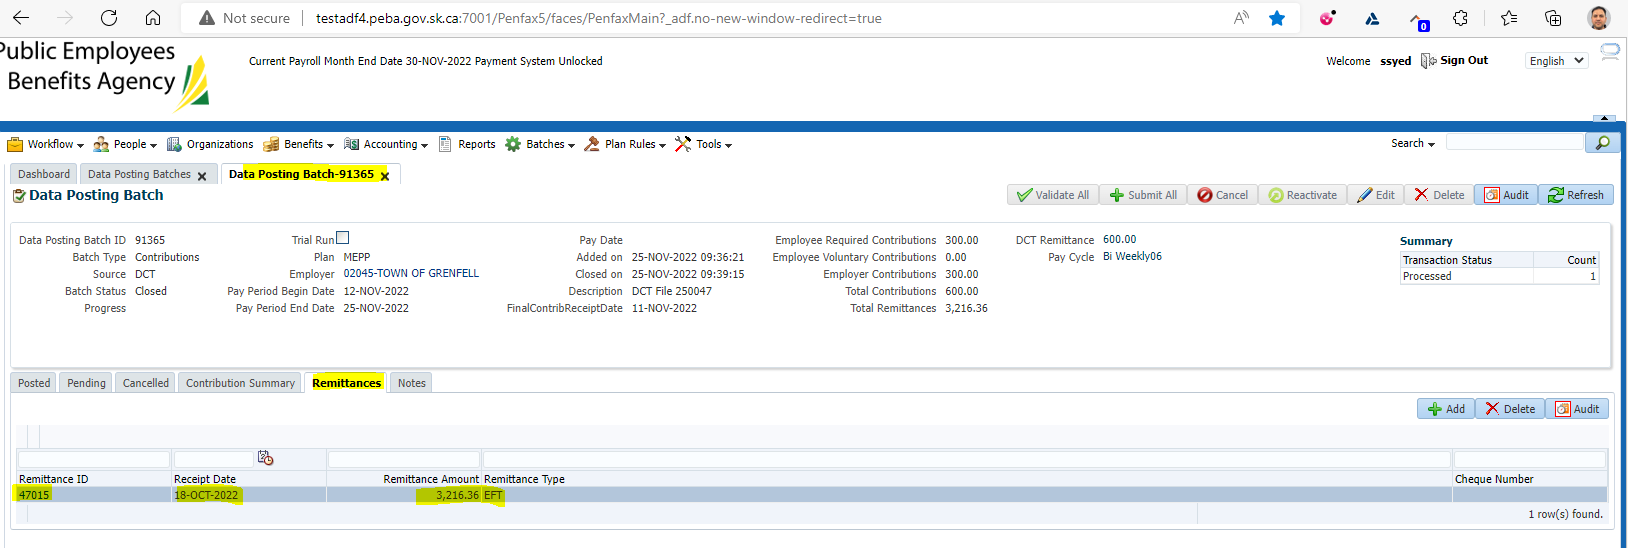 Not secure | testadf4.peba.gov.sk.ca:7001/Penfax5/faces/PenfaxMain?_adf.no-new-window-redirect=true
0
Public Employees
Benefits Agency
Current Payroll Month End Date 30-NOV-2022 Payment System Unlocked
Welcome ssyed Sign Out English
Workflow People Organizations Benefits Accounting Reports Batches Plan Rules Tools Search
Dashboard Data Posting Batches Data Posting Batch-91365
Data Posting Batch
Validate All Submit All Cancel Reactivate Edit Delete Audit Refresh
Data Posting Batch ID 91365 Trial Run Pay Date Employee Required Contributions 300.00 DCT Remittance 600.00 Summary
Batch Type Contributions Plan MEPP Added on 25-NOV-2022 09:36:21 Employee Voluntary Contributions 0.00 Pay Cycle Bi Weekly06 Transaction Status Count
Source DCT Employer 02045-TOWN OF GRENFELL Closed on 25-NOV-2022 09:39:15 Employer Contributions 300.00 Processed 1
Batch Status Closed Pay Period Begin Date 12-NOV-2022 Description DCT File 250047 Total Contributions 600.00
Progress Pay Period End Date 25-NOV-2022 FinalContribReceiptDate 11-NOV-2022 Total Remittances 3,216.36
Posted Pending Cancelled Contribution Summary Remittances Notes
Add Delete Audit
Remittance ID Receipt Date Remittance Amount Remittance Type Cheque Number
47015 18-OCT-2022 3,216.36 EFT
1 row(s) found.